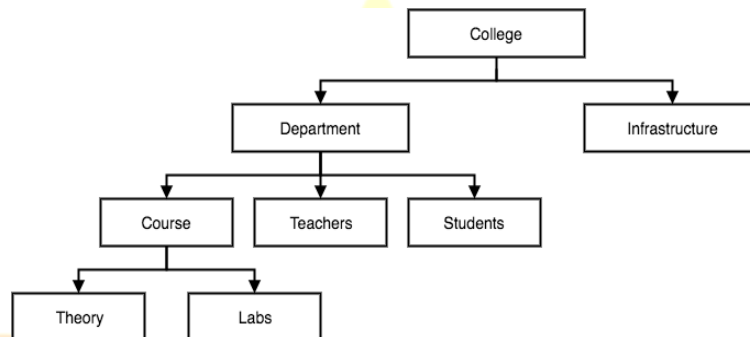 College
Department
Infrastructure
Course
Teachers
Students
Theory
Labs